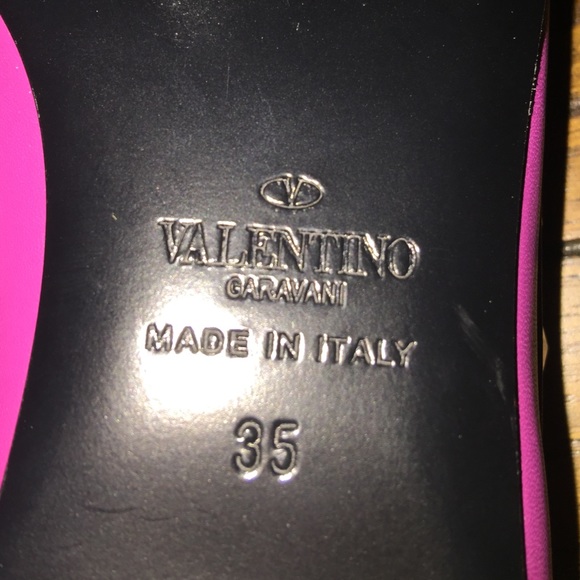 V
VALENTINO
GARAVANI
MADE IN ITALY
35